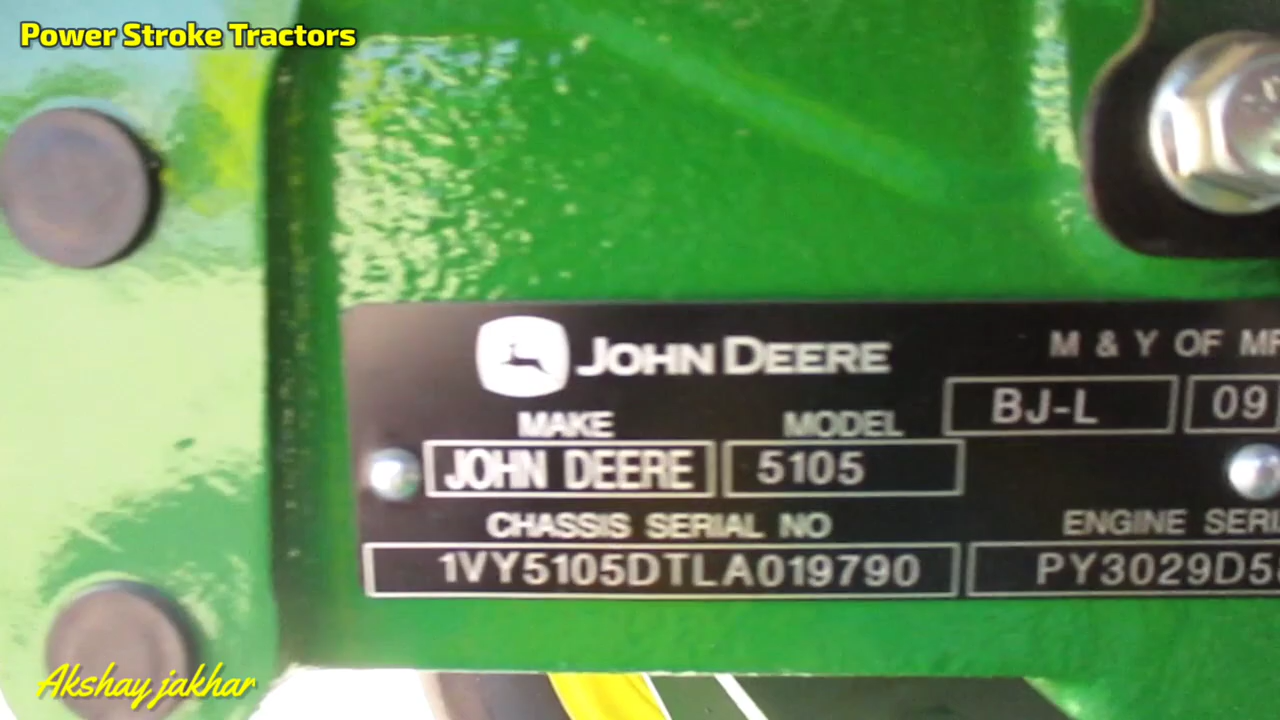 Power Stroke Tractors
JOHN DEERE
M & Y OF
MAKE MODEL BJ-L 09
JOHN DEERE 5105
CHASSIS SERIAL NO ENGINE
1VY5105DTLA019790
Akshay jakhar